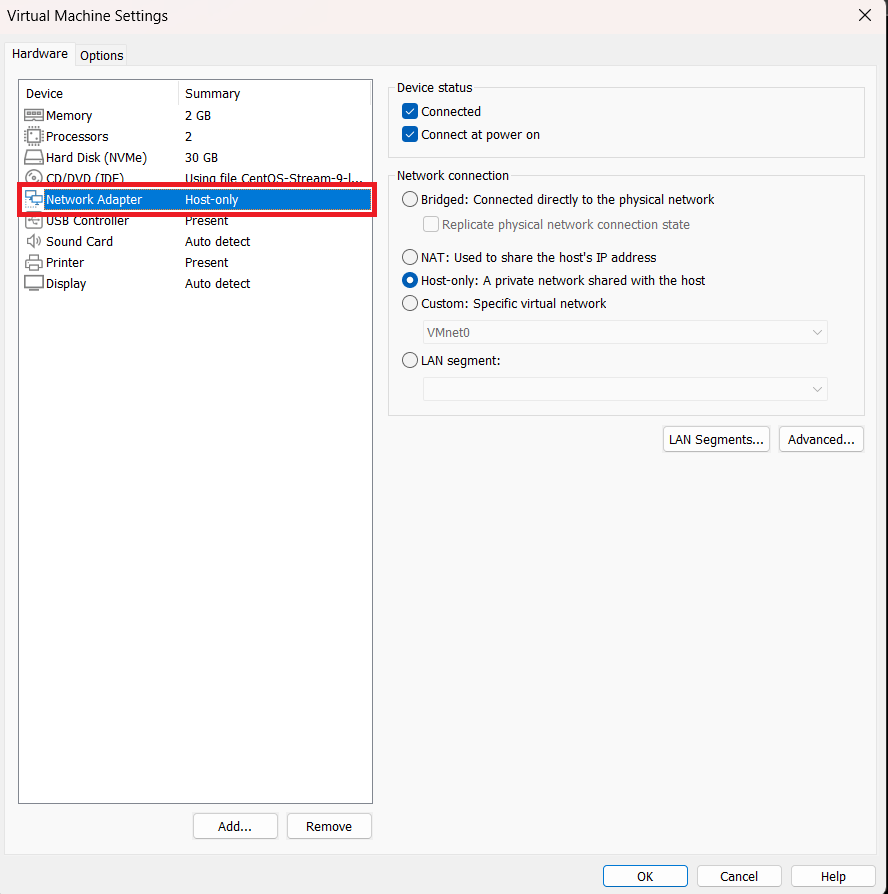 Virtual Machine Settings
Hardware Options
Device Summary
Memory 2 GB
Processors 2
Hard Disk (NVMe) 30 GB
CD/DVD (IDE) Using file CentOS-Stream-9-l...
Network Adapter Host-only
USB Controller Present
Sound Card Auto detect
Printer Present
Display Auto detect
Add... Remove
Device status
Connected
Connect at power on
Network connection
Bridged: Connected directly to the physical network
Replicate physical network connection state
NAT: Used to share the host's IP address
Host-only: A private network shared with the host
Custom: Specific virtual network
VMnet0
LAN segment:
LAN Segments... Advanced...
OK Cancel Help